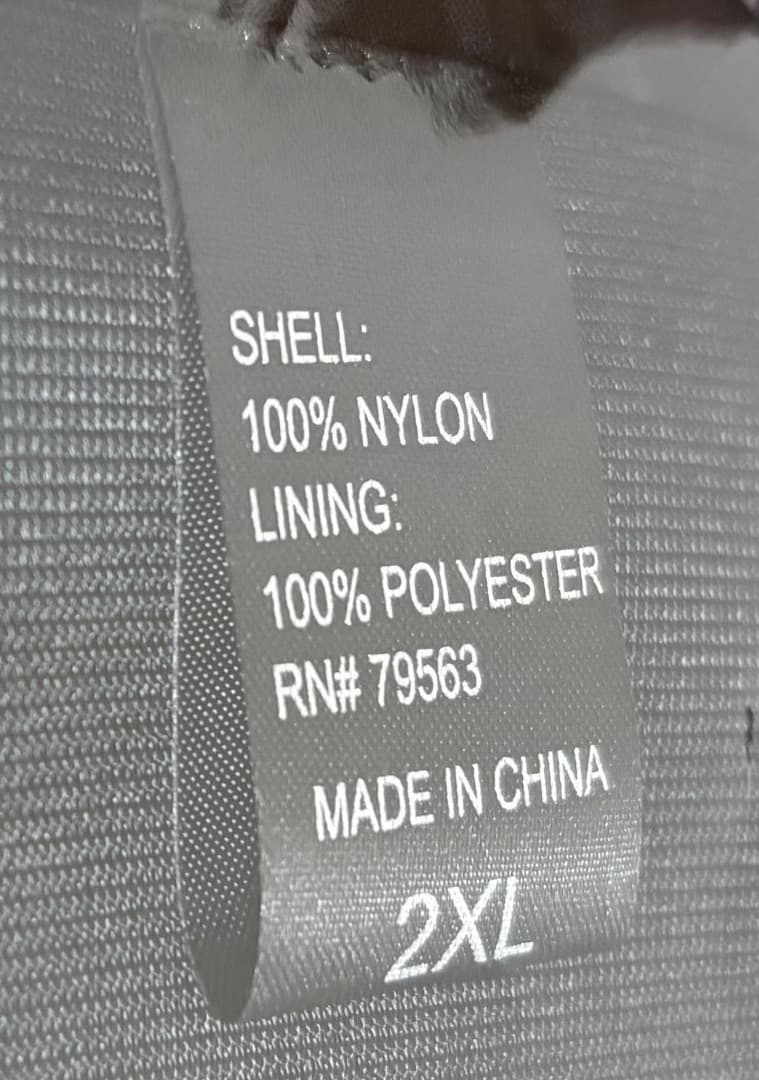 SHELL:
100% NYLON
LINING:
100% POLYESTER
RN# 79563
MADE IN CHINA
2XL